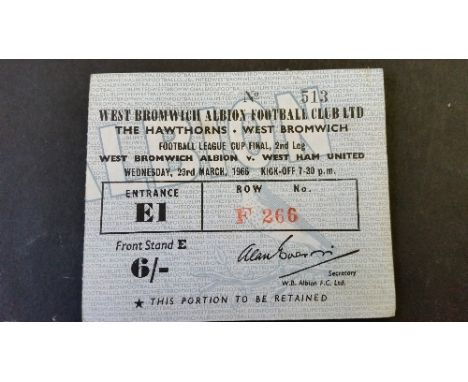 No 513
WEST BROMWICH ALBION FOOTBALL CLUB LTD
THE HAWTHORNS · WEST BROMWICH
FOOTBALL LEAGUE CUP FINAL, 2nd Leg
WEST BROMWICH ALBION v. WEST HAM UNITED
WEDNESDAY, 23rd MARCH, 1966 KICK-OFF 7-30 p.m.
ENTRANCE
E1
ROW No.
F 266
Front Stand E
6/-
Secretary
W.B. Albion F.C. Ltd.
★ THIS PORTION TO BE RETAINED
ALBION